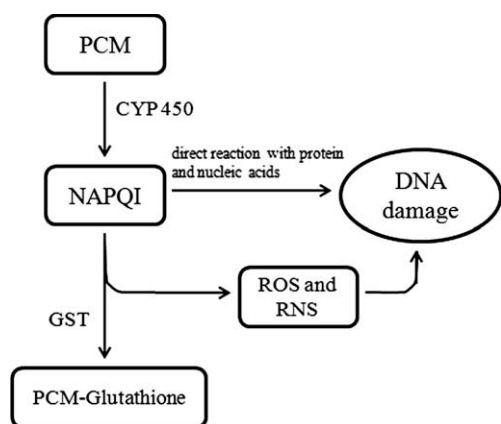 PCM
CYP 450
direct reaction with protein
and nucleic acids
NAPQI
DNA
damage
ROS and
RNS
GST
PCM-Glutathione